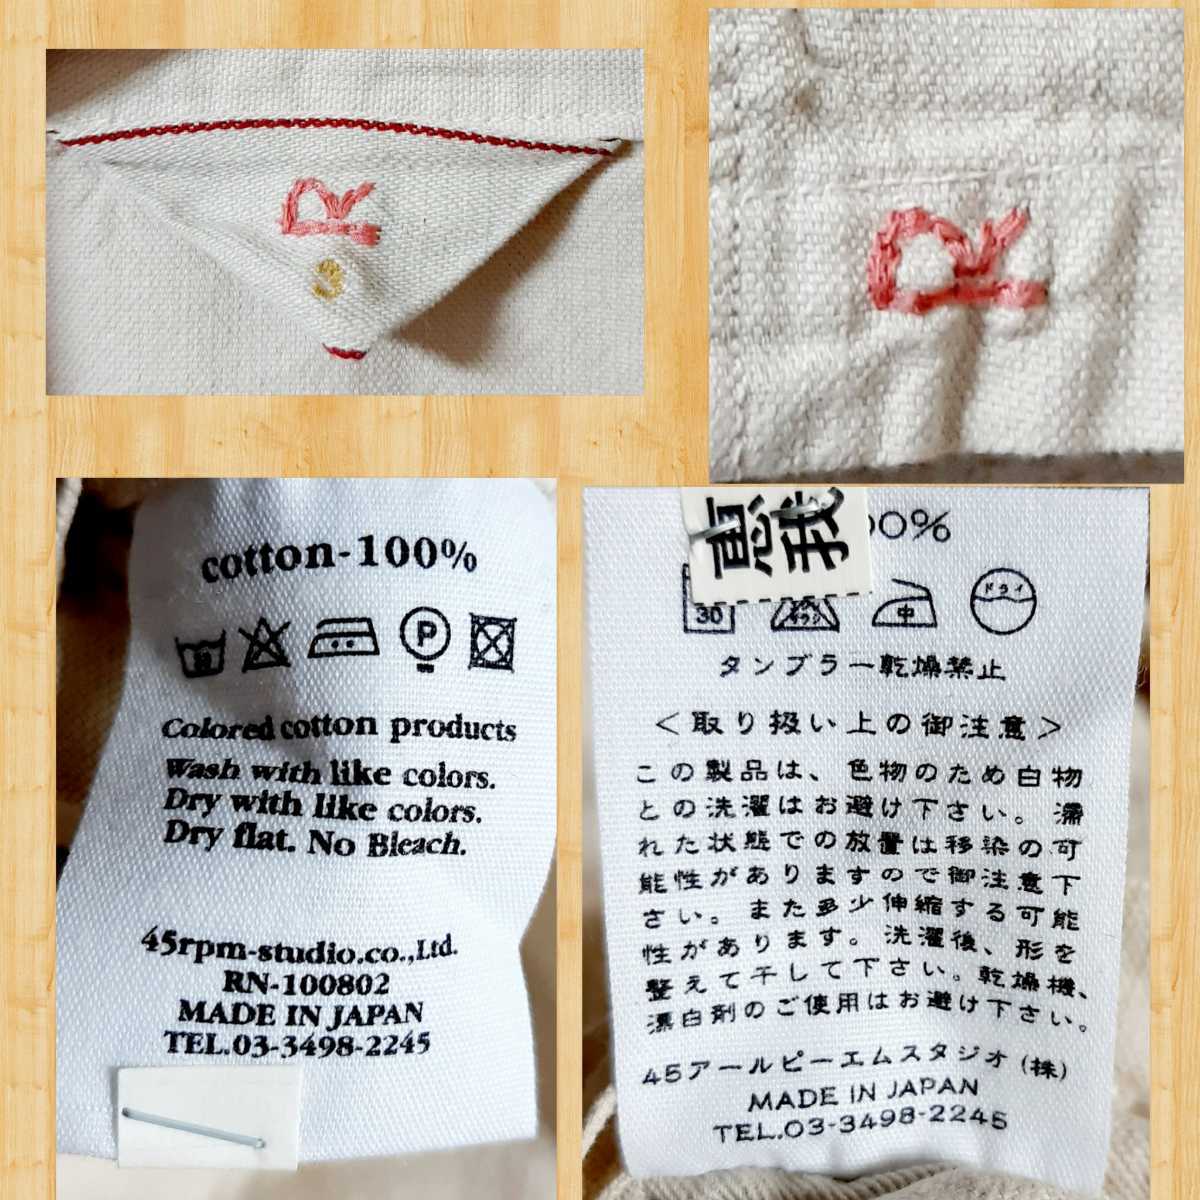 R
3
R
cotton-100%
P
Colored cotton products
Wash with like colors.
Dry with like colors.
Dry flat. No Bleach.
45rpm-studio.co.,Ltd.
RN-100802
MADE IN JAPAN
TEL.03-3498-2245
惠我
00%
30
中
ドライ
タンブラー乾燥禁止
＜取り扱い上の御注意＞
この製品は、色物のため白物
との洗濯はお避け下さい。濡
れた状態での放置は移染の可
能性がありますので御注意下
さい。また多少伸縮する可能
性があります。洗濯後、形を
整えて干して下さい。乾燥機、
漂白剤のご使用はお避け下さい。
45アールピーエムスタジオ(株)
MADE IN JAPAN
TEL.03-3498-2245